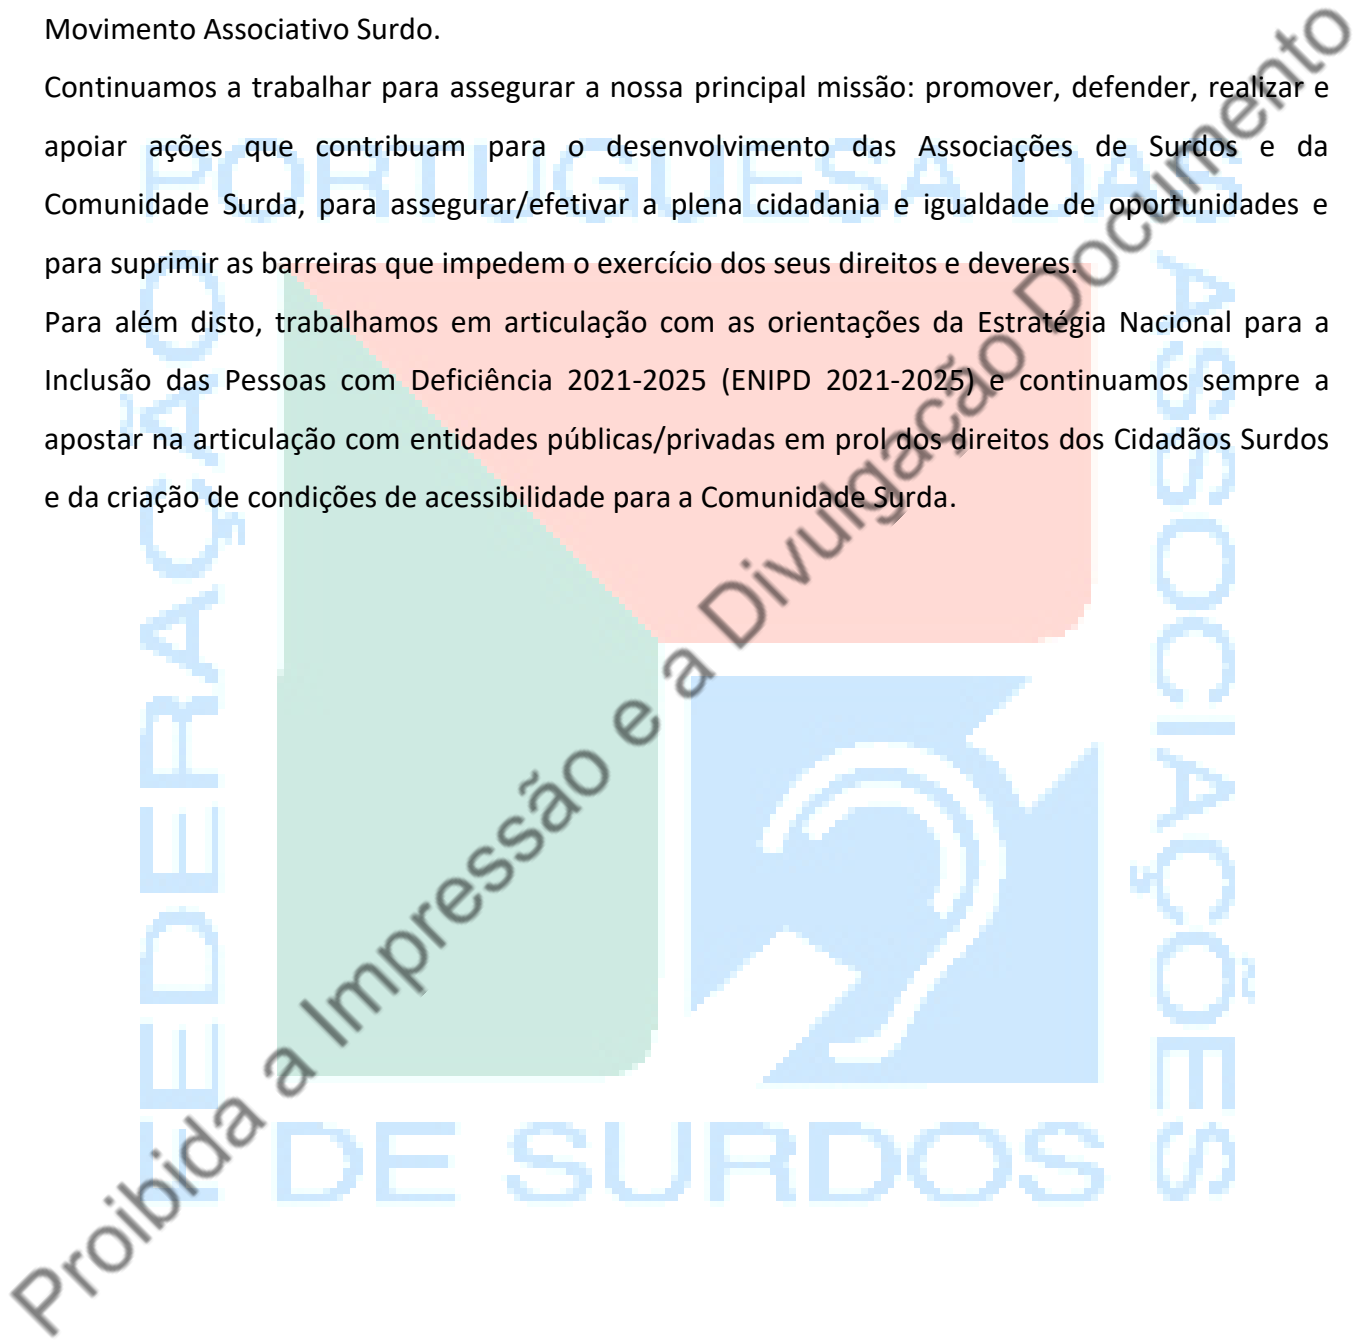 Movimento Associativo Surdo.
Continuamos a trabalhar para assegurar a nossa principal missão: promover, defender, realizar e
apoiar ações que contribuam para o desenvolvimento das Associações de Surdos e da
Comunidade Surda, para assegurar/efetivar a plena cidadania e igualdade de oportunidades e
para suprimir as barreiras que impedem o exercício dos seus direitos e deveres.
Para além disto, trabalhamos em articulação com as orientações da Estratégia Nacional para a
Inclusão das Pessoas com Deficiência 2021-2025 (ENIPD 2021-2025) e continuamos sempre a
apostar na articulação com entidades públicas/privadas em prol dos direitos dos Cidadãos Surdos
e da criação de condições de acessibilidade para a Comunidade Surda.
FEDERAÇÃO
PORTUGUESA DAS
ASSOCIAÇÕES
DE SURDOS
Proibida a Impressão e a Divulgação Documento